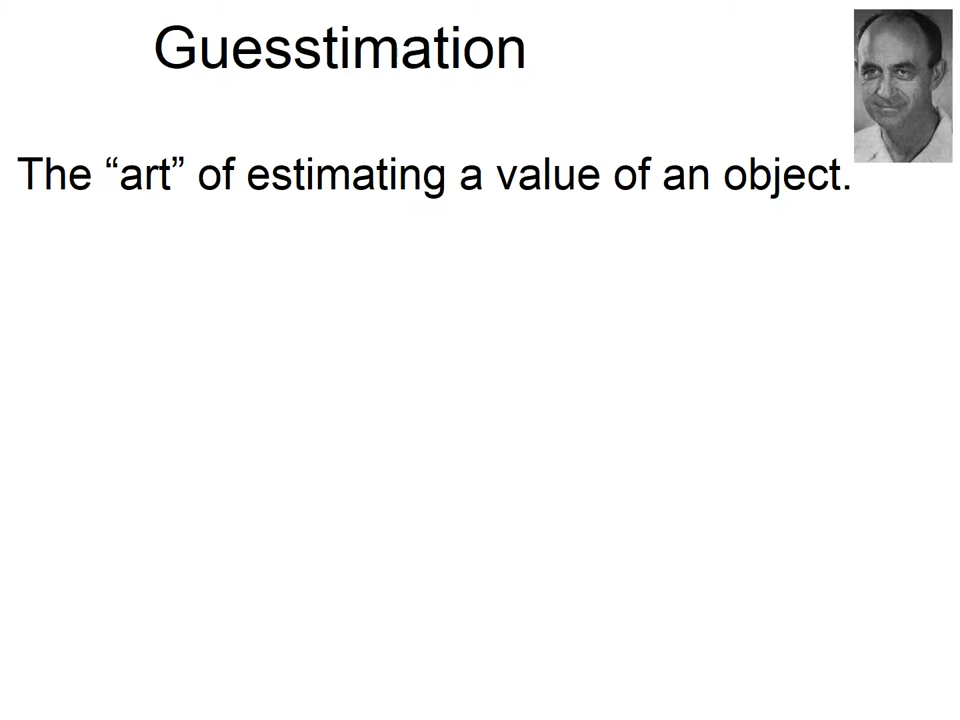 Guesstimation
The “art” of estimating a value of an object.